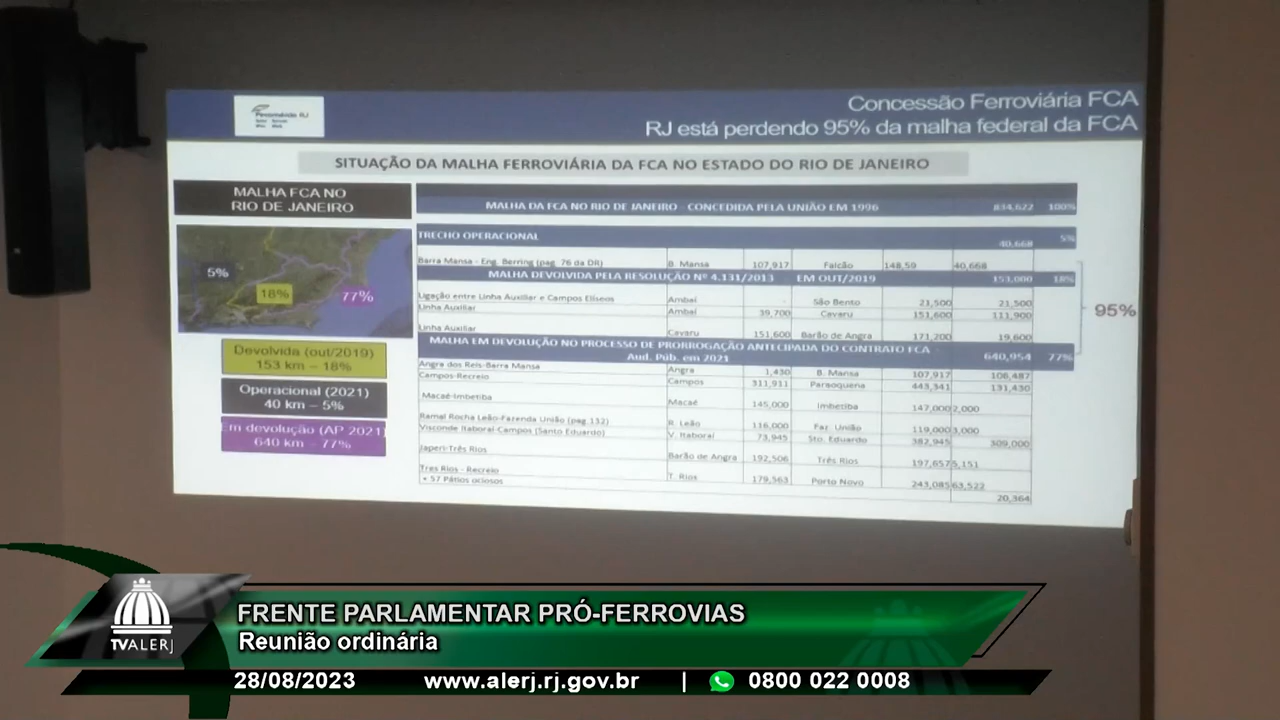 Concessão Ferroviária FCA
RJ está perdendo 95% da malha federal da FCA
SITUAÇÃO DA MALHA FERROVIÁRIA DA FCA NO ESTADO DO RIO DE JANEIRO
MALHA FCA NO
RIO DE JANEIRO
5%
18%
77%
Devolvida (out/2019)
153 km – 18%
Operacional (2021)
40 km – 5%
Em devolução (AP 2021)
640 km – 77%
MALHA DA FCA NO RIO DE JANEIRO - CONCEDIDA PELA UNIÃO EM 1996 834,622 100%
TRECHO OPERACIONAL 40,668 5%
Barra Mansa - Eng. Berring (pag. 76 da DR) B. Mansa 107,917 Falcão 148,59 40,668
MALHA DEVOLVIDA PELA RESOLUÇÃO Nº 4.131/2013 EM OUT/2019 153,000 18%
Ligação entre Linha Auxiliar e Campos Elíseos Ambaí - São Bento 21,500 21,500
Linha Auxiliar Ambaí 39,700 Cavaru 151,600 111,900
Linha Auxiliar Cavaru 151,600 Barão de Angra 171,200 19,600
MALHA EM DEVOLUÇÃO NO PROCESSO DE PRORROGAÇÃO ANTECIPADA DO CONTRATO FCA
Aud. Púb. em 2021 640,954 77%
Angra dos Reis-Barra Mansa Angra 1,430 B. Mansa 107,917 106,487
Campos-Recreio Campos 311,911 Paraoquena 443,341 131,430
Macaé-Imbetiba Macaé 145,000 Imbetiba 147,000 2,000
Ramal Rocha Leão-Fazenda União (pag.132) R. Leão 116,000 Faz. União 119,000 3,000
Visconde Itaboraí-Campos (Santo Eduardo) V. Itaboraí 73,945 Sto. Eduardo 382,945 309,000
Japeri-Três Rios Barão de Angra 192,506 Três Rios 197,657 5,151
Tres Rios - Recreio T. Rios 179,563 Porto Novo 243,085 63,522
+ 57 Pátios ociosos 20,364
95%
FRENTE PARLAMENTAR PRÓ-FERROVIAS
Reunião ordinária
TVALERJ
28/08/2023 www.alerj.rj.gov.br | 0800 022 0008